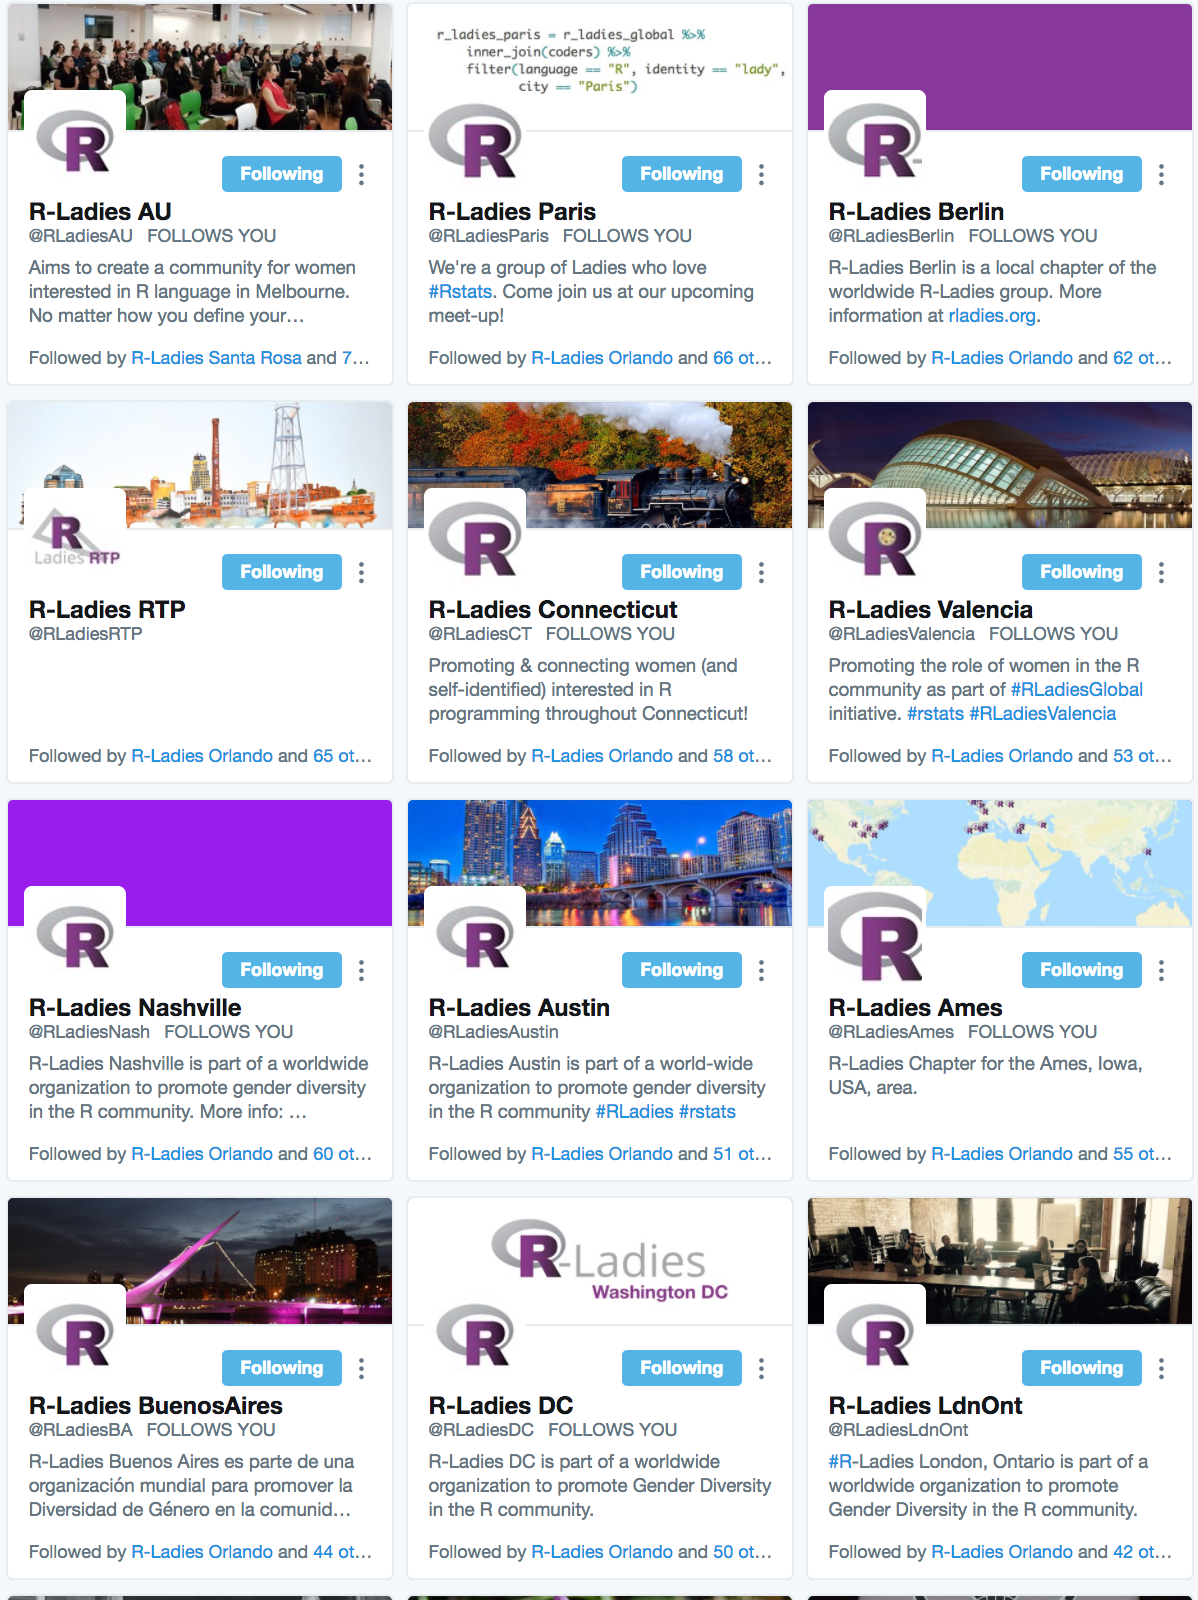 r_ladies_paris = r_ladies_global %>%
inner_join(coders) %>%
filter(language == "R", identity == "lady",
city == "Paris")
R
Following
R-Ladies AU
@RLadiesAU FOLLOWS YOU
Aims to create a community for women
interested in R language in Melbourne.
No matter how you define your…
Followed by R-Ladies Santa Rosa and 7…
R
Following
R-Ladies Paris
@RLadiesParis FOLLOWS YOU
We're a group of Ladies who love
#Rstats. Come join us at our upcoming
meet-up!
Followed by R-Ladies Orlando and 66 ot…
R-
Following
R-Ladies Berlin
@RLadiesBerlin FOLLOWS YOU
R-Ladies Berlin is a local chapter of the
worldwide R-Ladies group. More
information at rladies.org.
Followed by R-Ladies Orlando and 62 ot…
R
Ladies RTP
Following
R-Ladies RTP
@RLadiesRTP
Followed by R-Ladies Orlando and 65 ot…
R
Following
R-Ladies Connecticut
@RLadiesCT FOLLOWS YOU
Promoting & connecting women (and
self-identified) interested in R
programming throughout Connecticut!
Followed by R-Ladies Orlando and 58 ot…
R
Following
R-Ladies Valencia
@RLadiesValencia FOLLOWS YOU
Promoting the role of women in the R
community as part of #RLadiesGlobal
initiative. #rstats #RLadiesValencia
Followed by R-Ladies Orlando and 53 ot…
R
Following
R-Ladies Nashville
@RLadiesNash FOLLOWS YOU
R-Ladies Nashville is part of a worldwide
organization to promote gender diversity
in the R community. More info: …
Followed by R-Ladies Orlando and 60 ot…
R
Following
R-Ladies Austin
@RLadiesAustin
R-Ladies Austin is part of a world-wide
organization to promote gender diversity
in the R community #RLadies #rstats
Followed by R-Ladies Orlando and 51 ot…
R
Following
R-Ladies Ames
@RLadiesAmes FOLLOWS YOU
R-Ladies Chapter for the Ames, Iowa,
USA, area.
Followed by R-Ladies Orlando and 55 ot…
R
Following
R-Ladies BuenosAires
@RLadiesBA FOLLOWS YOU
R-Ladies Buenos Aires es parte de una
organización mundial para promover la
Diversidad de Género en la comunid…
Followed by R-Ladies Orlando and 44 ot…
R-Ladies
Washington DC
R
Following
R-Ladies DC
@RLadiesDC FOLLOWS YOU
R-Ladies DC is part of a worldwide
organization to promote Gender Diversity
in the R community.
Followed by R-Ladies Orlando and 50 ot…
R
Following
R-Ladies LdnOnt
@RLadiesLdnOnt
#R-Ladies London, Ontario is part of a
worldwide organization to promote
Gender Diversity in the R community.
Followed by R-Ladies Orlando and 42 ot…